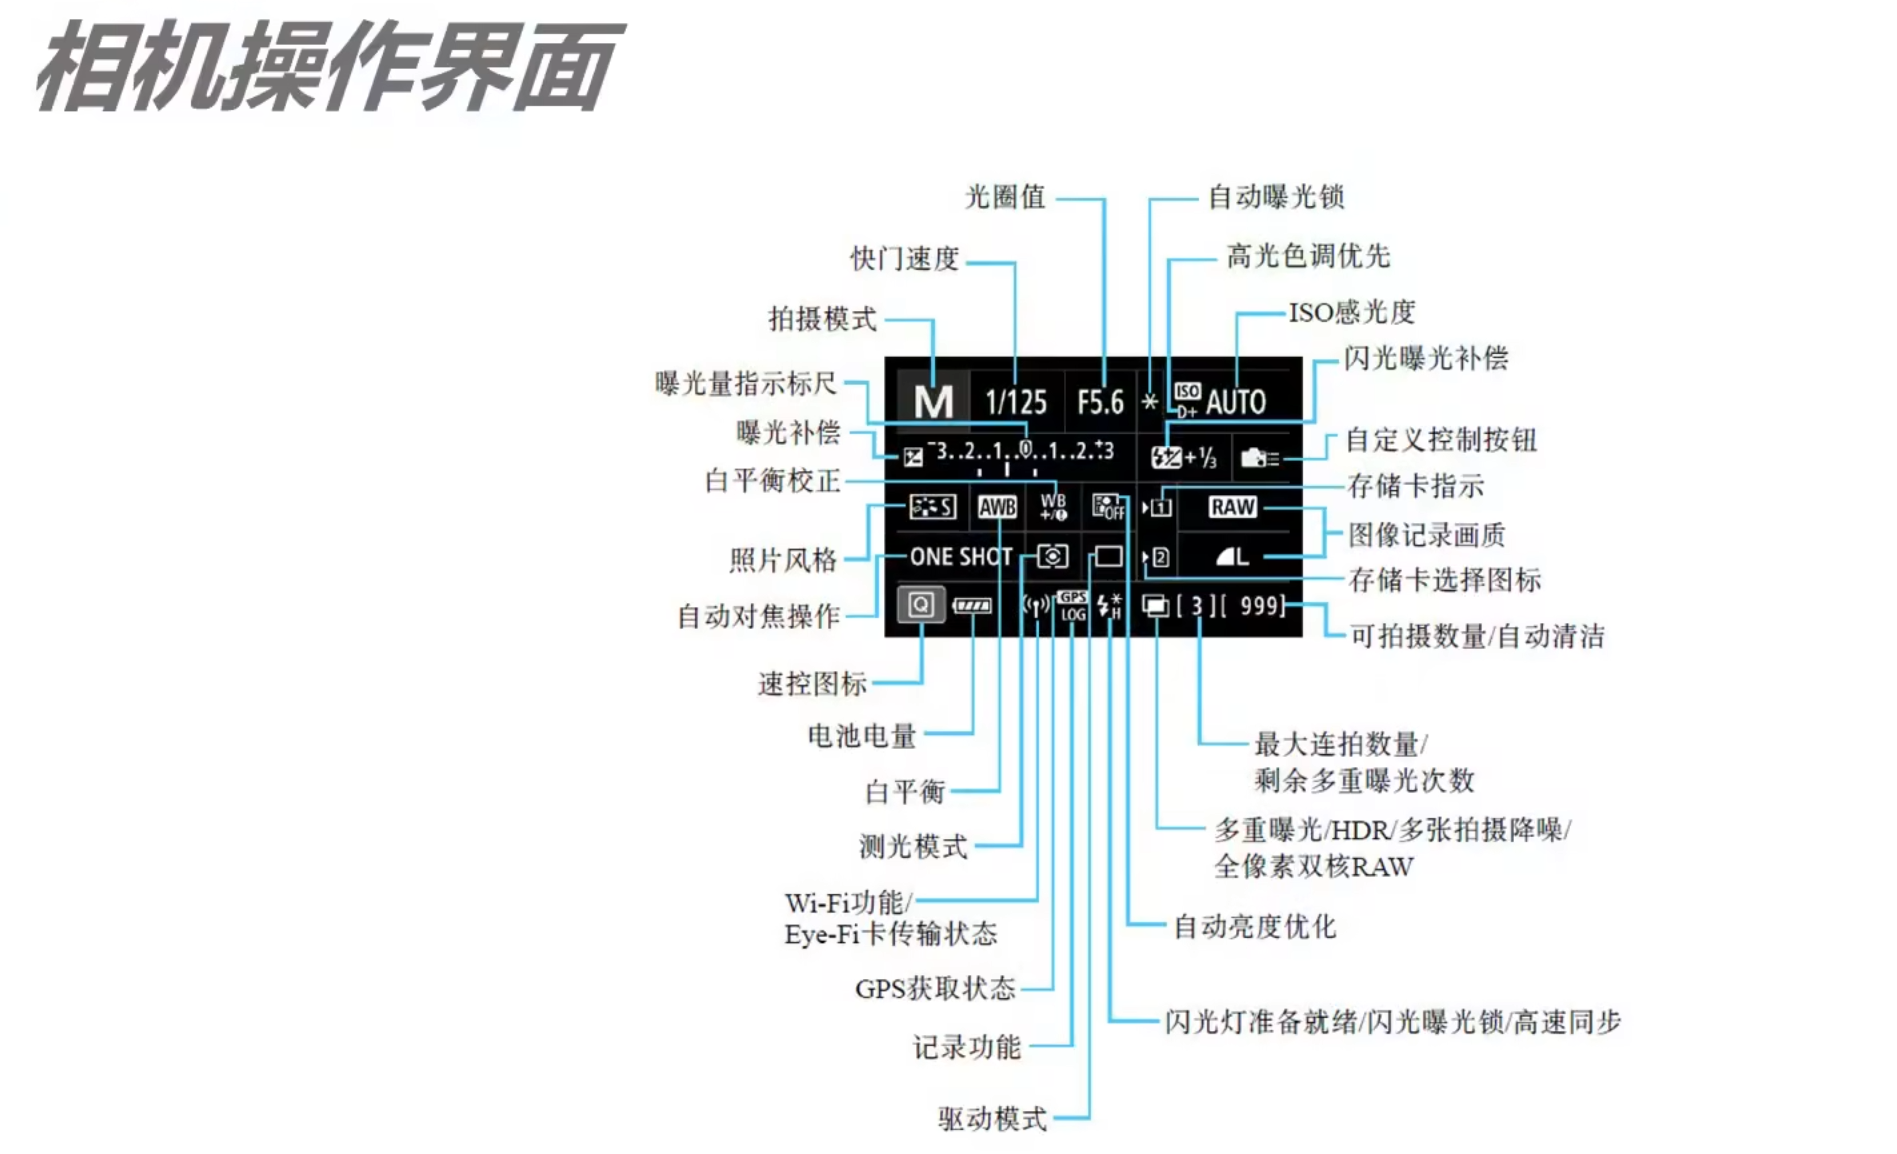 相机操作界面
光圈值
自动曝光锁
快门速度
高光色调优先
拍摄模式
ISO感光度
闪光曝光补偿
曝光量指示标尺
曝光补偿
自定义控制按钮
白平衡校正
存储卡指示
图像记录画质
照片风格
存储卡选择图标
自动对焦操作
可拍摄数量/自动清洁
M 1/125 F5.6 * ISO D+ AUTO
-3..2..1..0..1..2.+3 +1/3
S AWB WB +/- OFF 1 RAW
ONE SHOT 2 L
Q GPS LOG H [ 3 ][ 999]
速控图标
电池电量
最大连拍数量/
剩余多重曝光次数
白平衡
多重曝光/HDR/多张拍摄降噪/
全像素双核RAW
测光模式
Wi-Fi功能/
Eye-Fi卡传输状态
自动亮度优化
GPS获取状态
闪光灯准备就绪/闪光曝光锁/高速同步
记录功能
驱动模式